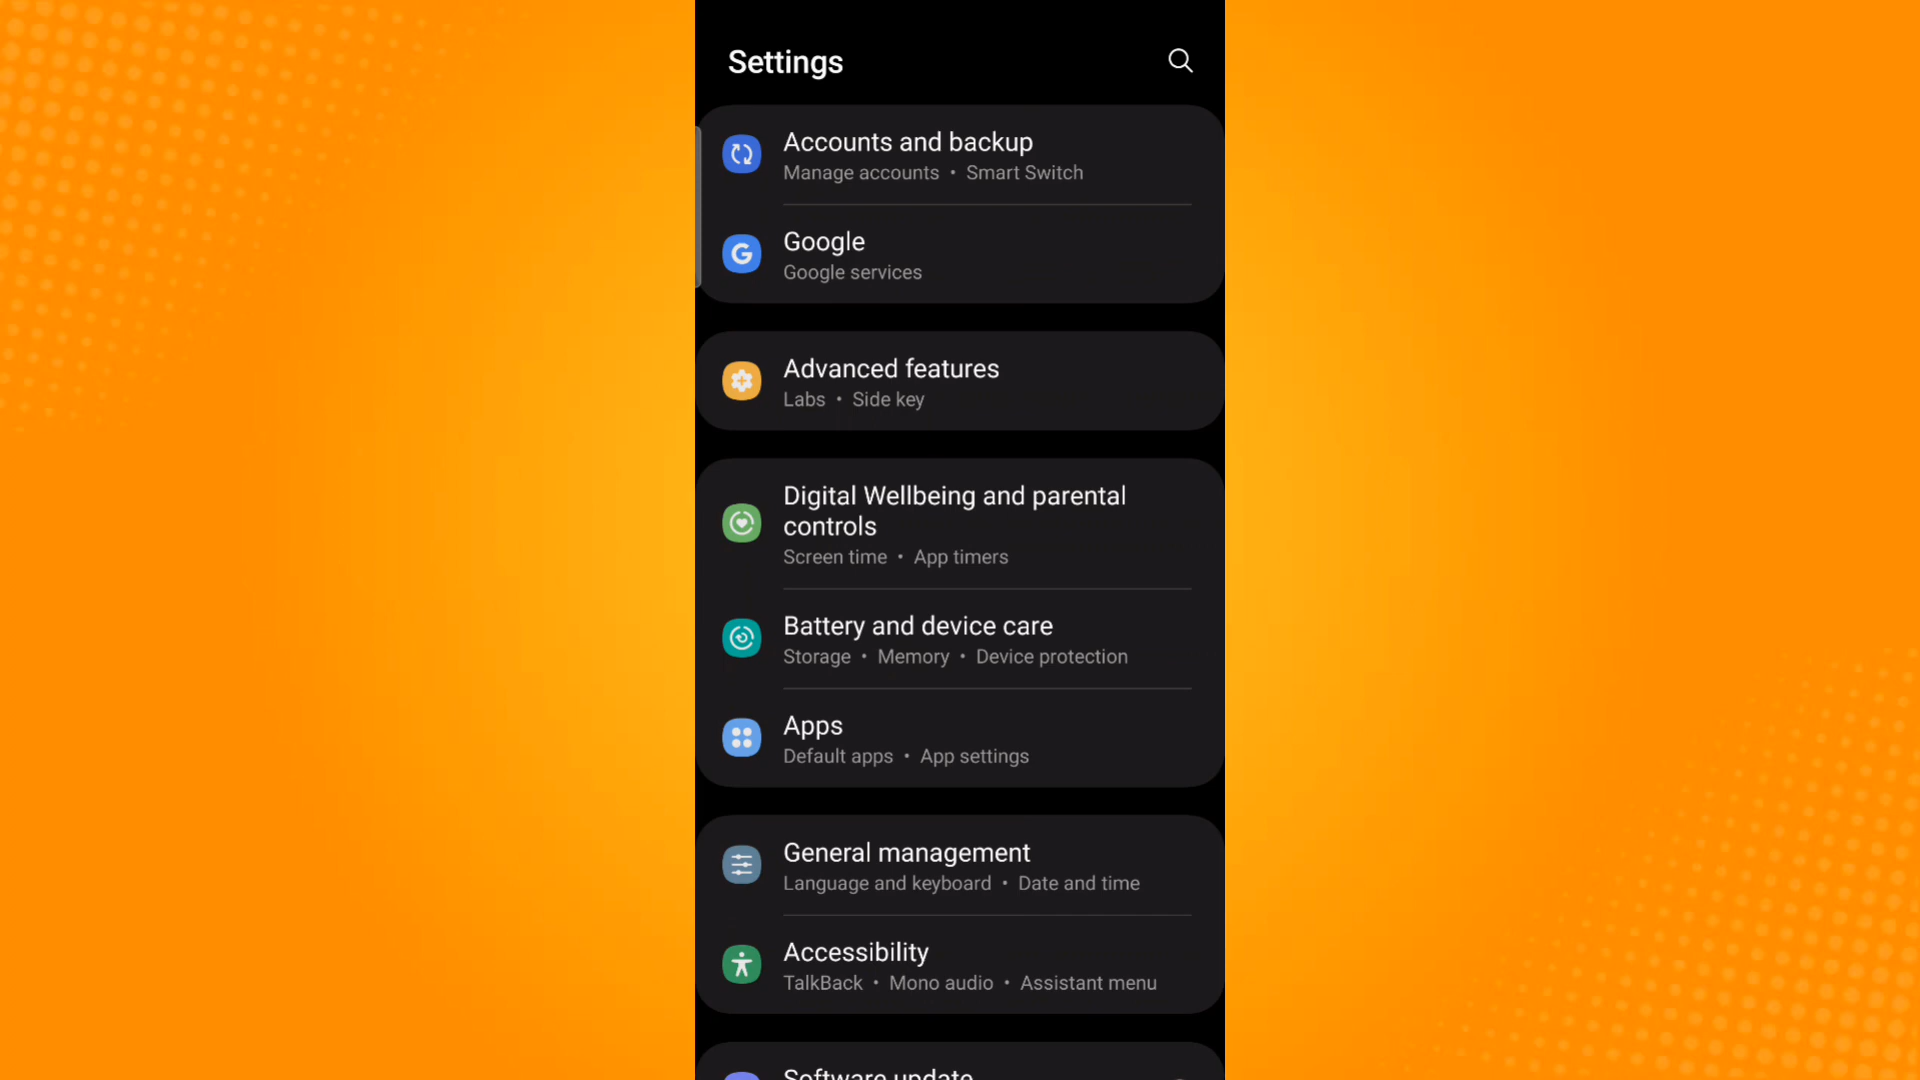 Settings
Accounts and backup
Manage accounts • Smart Switch
Google
Google services
Advanced features
Labs • Side key
Digital Wellbeing and parental
controls
Screen time • App timers
Battery and device care
Storage • Memory • Device protection
Apps
Default apps • App settings
General management
Language and keyboard • Date and time
Accessibility
TalkBack • Mono audio • Assistant menu
Software update